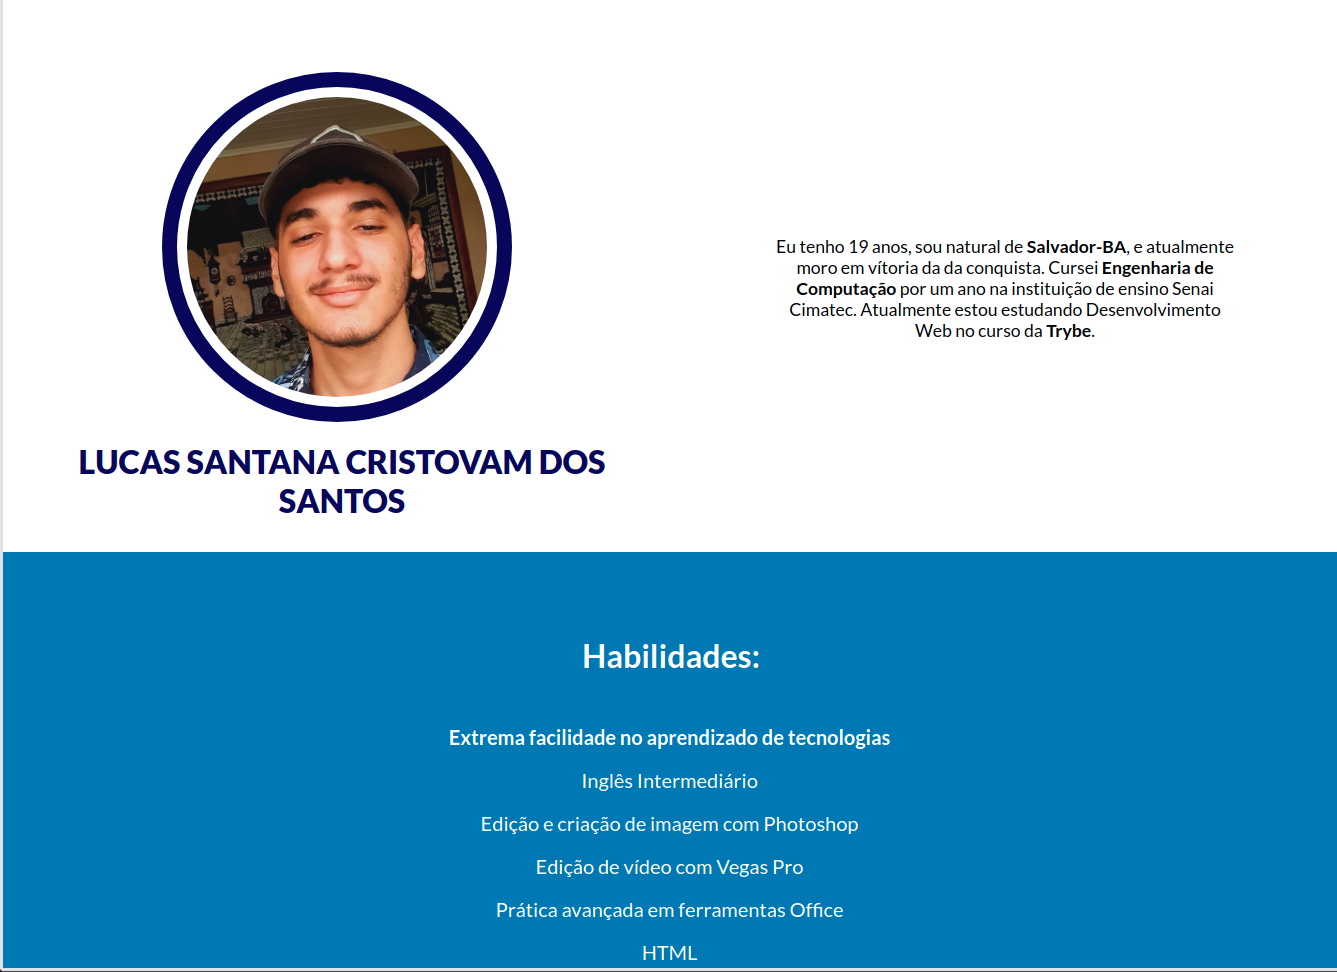 LUCAS SANTANA CRISTOVAM DOS
SANTOS
Eu tenho 19 anos, sou natural de Salvador-BA, e atualmente
moro em vítoria da da conquista. Cursei Engenharia de
Computação por um ano na instituição de ensino Senai
Cimatec. Atualmente estou estudando Desenvolvimento
Web no curso da Trybe.
Habilidades:
Extrema facilidade no aprendizado de tecnologias
Inglês Intermediário
Edição e criação de imagem com Photoshop
Edição de vídeo com Vegas Pro
Prática avançada em ferramentas Office
HTML